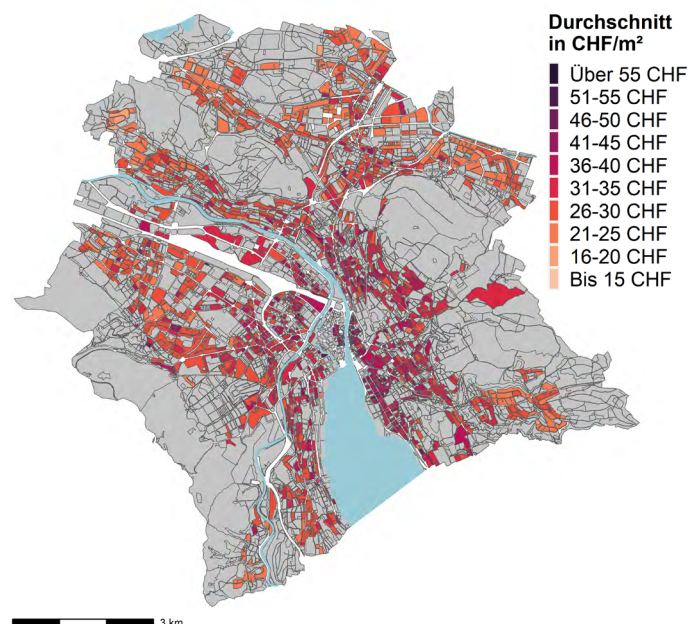 Durchschnitt
in CHF/m²
Über 55 CHF
51-55 CHF
46-50 CHF
41-45 CHF
36-40 CHF
31-35 CHF
26-30 CHF
21-25 CHF
16-20 CHF
Bis 15 CHF
3 km